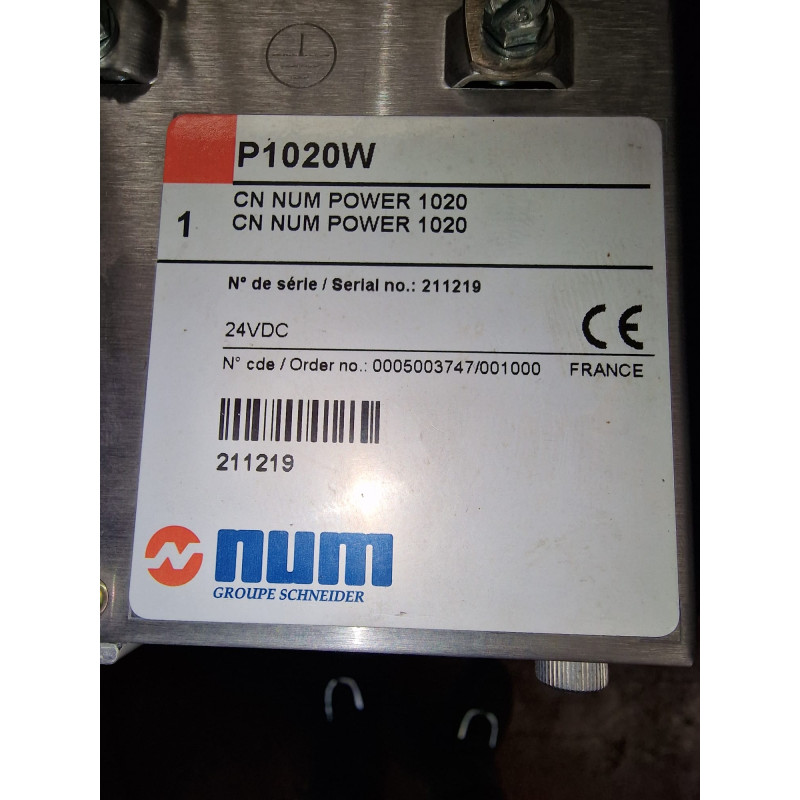 P1020W
1
CN NUM POWER 1020
CN NUM POWER 1020
N° de série / Serial no.: 211219
24VDC
CE
N° cde / Order no.: 0005003747/001000 FRANCE
211219
num
GROUPE SCHNEIDER